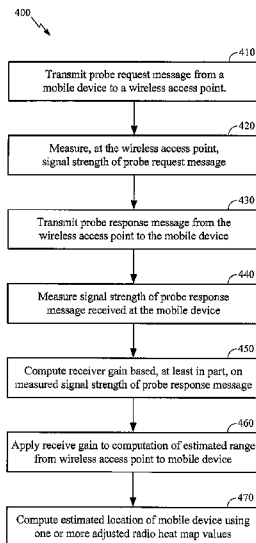 400
410
Transmit probe request message from a
mobile device to a wireless access point.
420
Measure, at the wireless access point,
signal strength of probe request message
430
Transmit probe response message from the
wireless access point to the mobile device
440
Measure signal strength of probe response
message received at the mobile device
450
Compute receiver gain based, at least in part, on
measured signal strength of probe response message
460
Apply receive gain to computation of estimated range
from wireless access point to mobile device
470
Compute estimated location of mobile device using
one or more adjusted radio heat map values